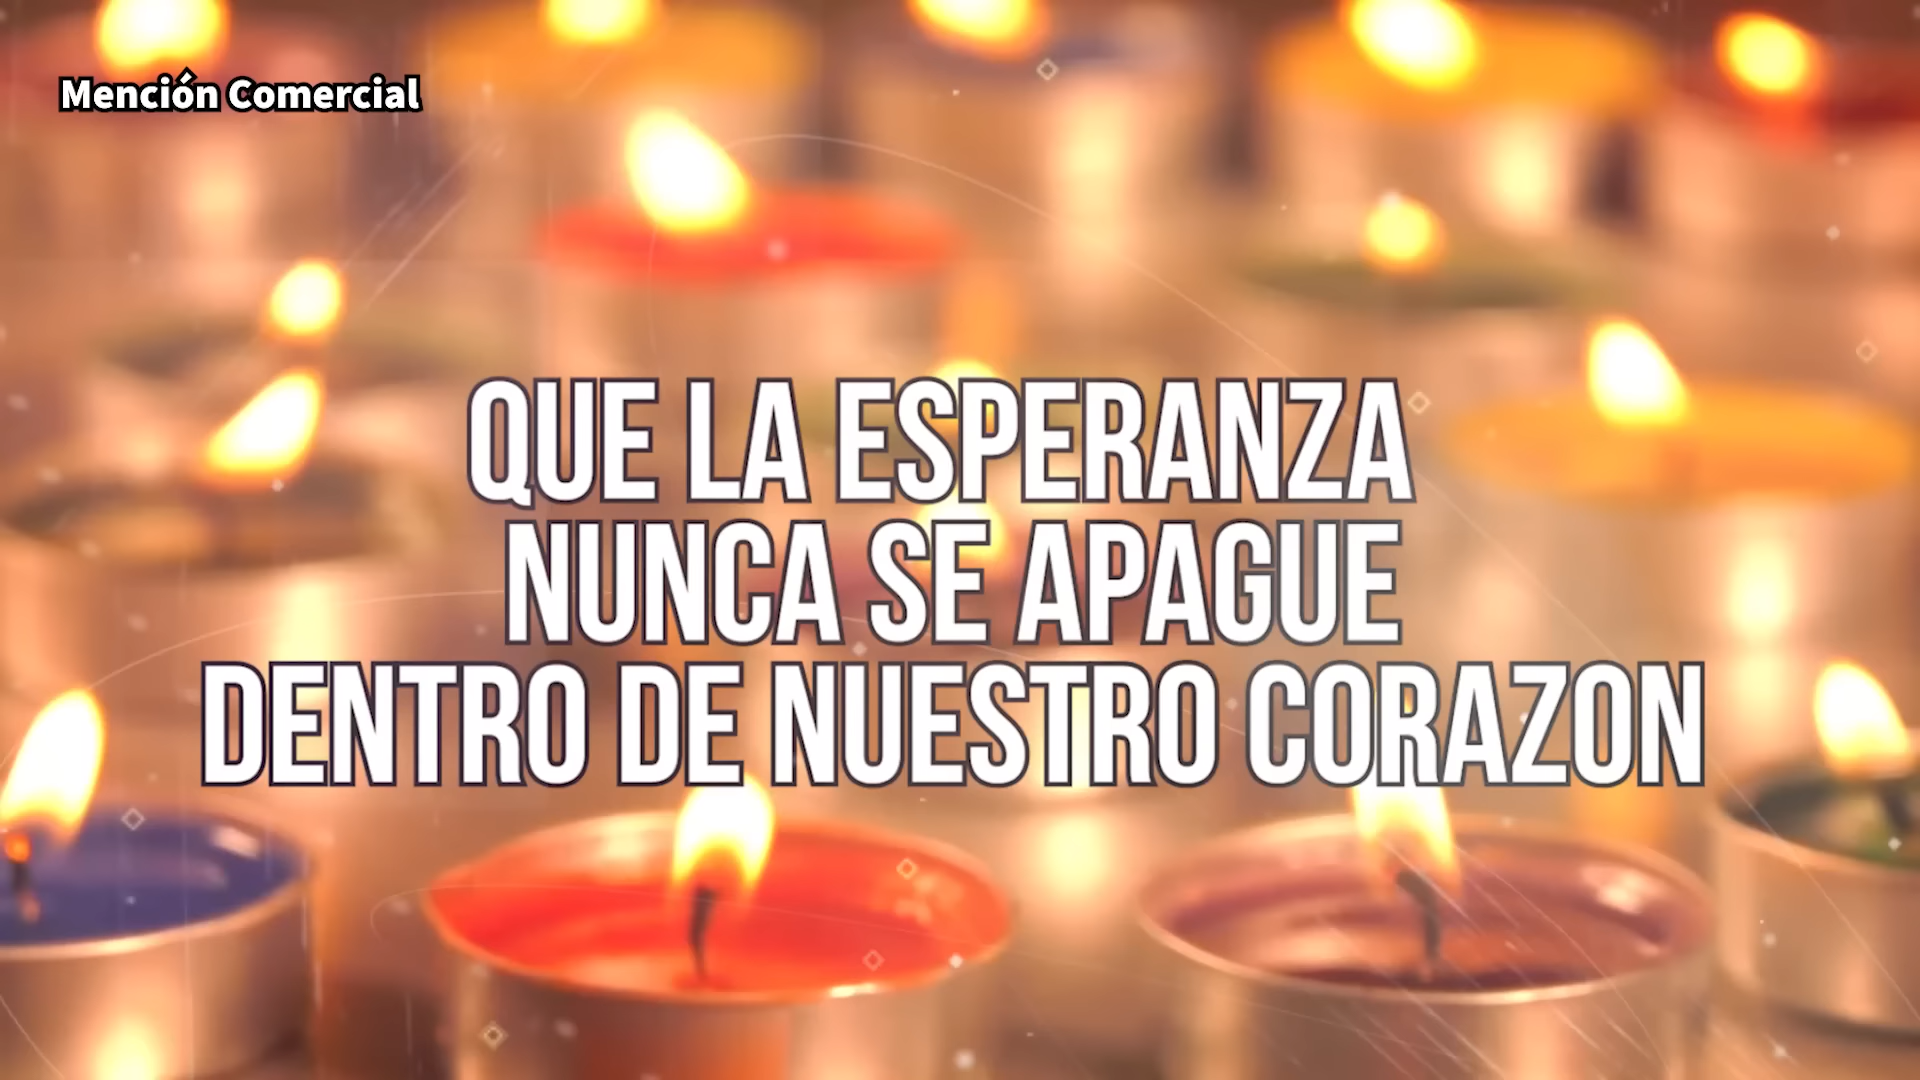 Mención Comercial
QUE LA ESPERANZA
NUNCA SE APAGUE
DENTRO DE NUESTRO CORAZON